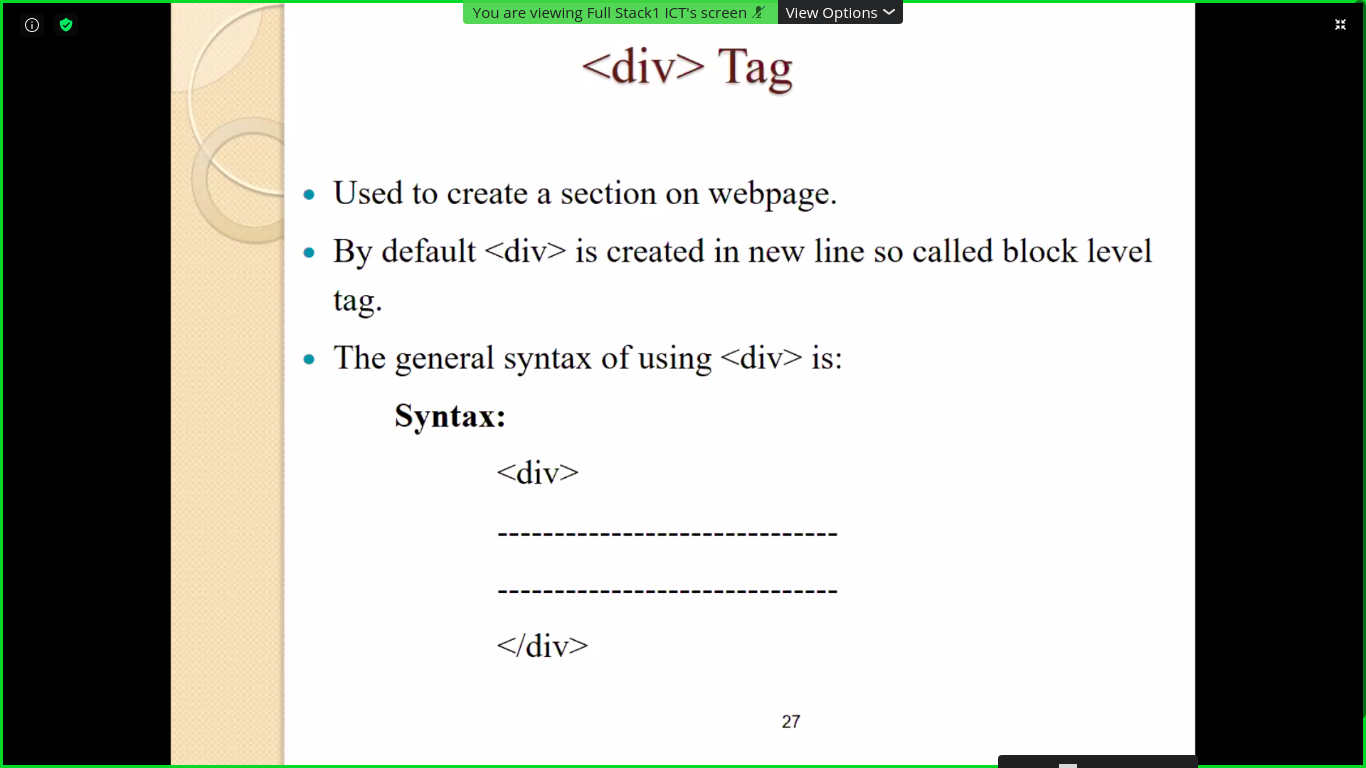 You are viewing Full Stack1 ICT's screen
View Options
<div> Tag
Used to create a section on webpage.
By default <div> is created in new line so called block level
tag.
The general syntax of using <div> is:
Syntax:
<div>
------------------------------
------------------------------
</div>
27